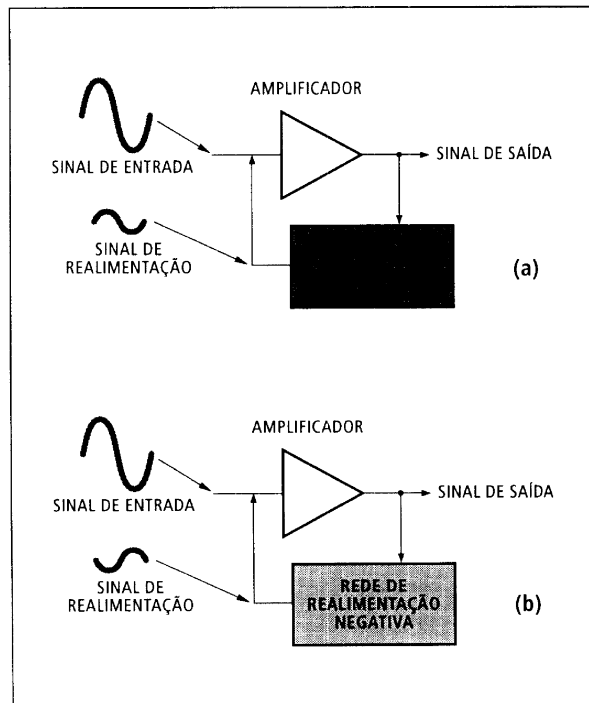 AMPLIFICADOR
SINAL DE ENTRADA
SINAL DE SAÍDA
SINAL DE
REALIMENTAÇÃO
(a)
AMPLIFICADOR
SINAL DE ENTRADA
SINAL DE SAÍDA
SINAL DE
REALIMENTAÇÃO
REDE DE
REALIMENTAÇÃO
NEGATIVA
(b)